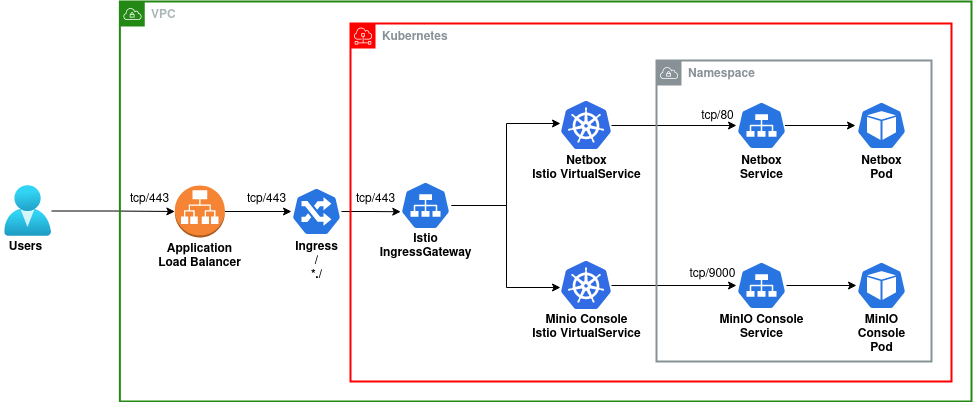 VPC
Kubernetes
Namespace
tcp/443
Users
Application
Load Balancer
tcp/443
Ingress
/
*./
tcp/443
Istio
IngressGateway
Netbox
Istio VirtualService
tcp/80
Netbox
Service
Netbox
Pod
Minio Console
Istio VirtualService
tcp/9000
MinIO Console
Service
MinIO
Console
Pod